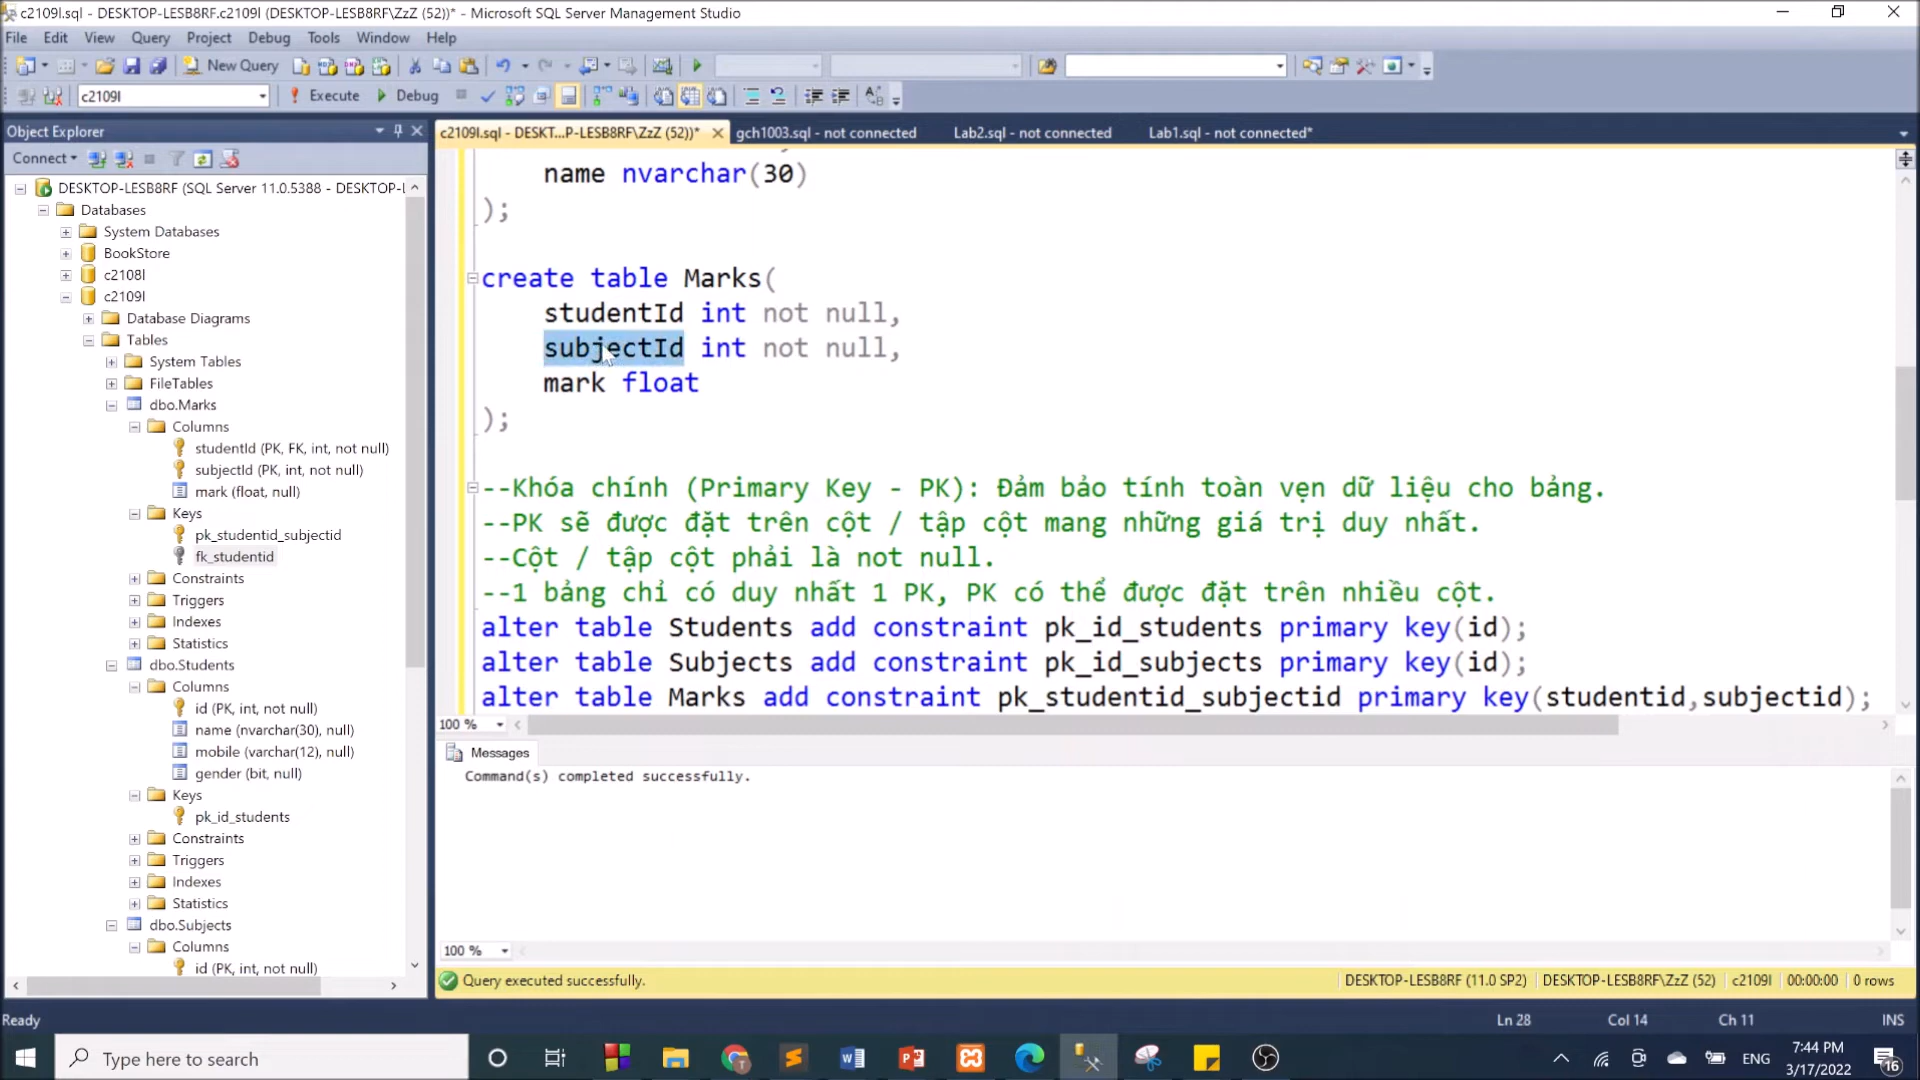 c2109l.sql - DESKTOP-LESB8RF.c2109l (DESKTOP-LESB8RF\ZzZ (52))* - Microsoft SQL Server Management Studio
File Edit View Query Project Debug Tools Window Help
New Query
c2109l Execute Debug
Object Explorer
Connect
DESKTOP-LESB8RF (SQL Server 11.0.5388 - DESKTOP-L
Databases
System Databases
BookStore
c2108l
c2109l
Database Diagrams
Tables
System Tables
FileTables
dbo.Marks
Columns
studentId (PK, FK, int, not null)
subjectId (PK, int, not null)
mark (float, null)
Keys
pk_studentid_subjectid
fk_studentid
Constraints
Triggers
Indexes
Statistics
dbo.Students
Columns
id (PK, int, not null)
name (nvarchar(30), null)
mobile (varchar(12), null)
gender (bit, null)
Keys
pk_id_students
Constraints
Triggers
Indexes
Statistics
dbo.Subjects
Columns
id (PK, int, not null)
c2109l.sql - DESKT...P-LESB8RF\ZzZ (52))* gch1003.sql - not connected Lab2.sql - not connected Lab1.sql - not connected*
name nvarchar(30)
);
create table Marks(
studentId int not null,
subjectId int not null,
mark float
);
--Khóa chính (Primary Key - PK): Đảm bảo tính toàn vẹn dữ liệu cho bảng.
--PK sẽ được đặt trên cột / tập cột mang những giá trị duy nhất.
--Cột / tập cột phải là not null.
--1 bảng chỉ có duy nhất 1 PK, PK có thể được đặt trên nhiều cột.
alter table Students add constraint pk_id_students primary key(id);
alter table Subjects add constraint pk_id_subjects primary key(id);
alter table Marks add constraint pk_studentid_subjectid primary key(studentid,subjectid);
100 %
Messages
Command(s) completed successfully.
100 %
Query executed successfully. DESKTOP-LESB8RF (11.0 SP2) DESKTOP-LESB8RF\ZzZ (52) c2109l 00:00:00 0 rows
Ready Ln 28 Col 14 Ch 11 INS
Type here to search
ENG
7:44 PM
3/17/2022
16